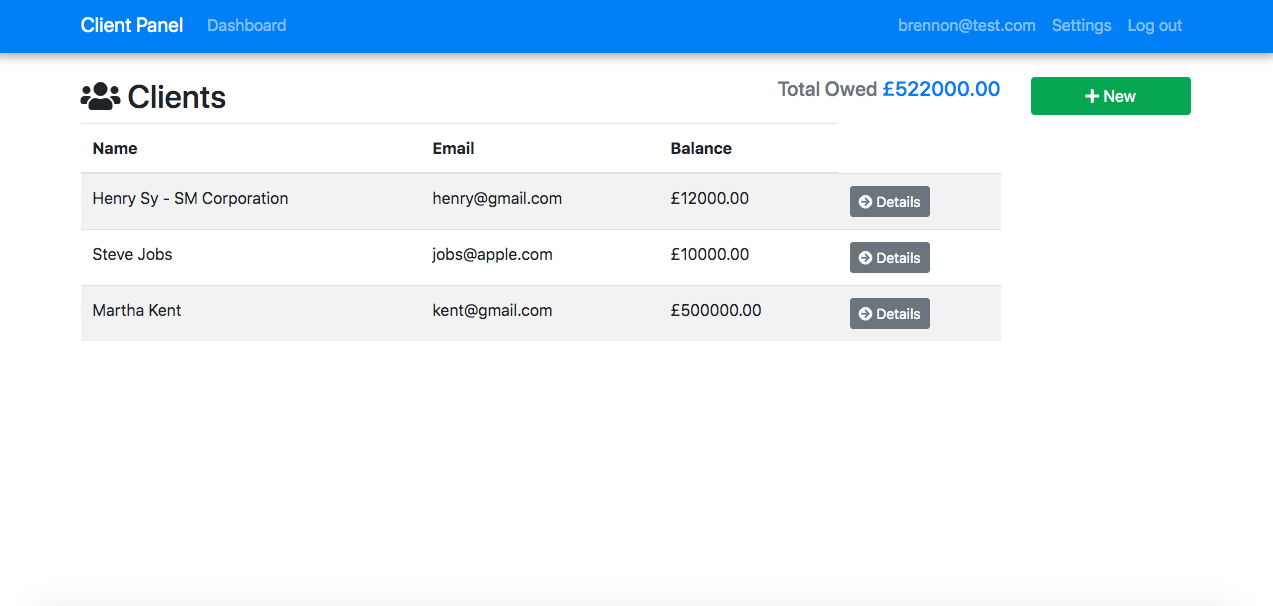 Client Panel Dashboard brennon@test.com Settings Log out
Clients Total Owed £522000.00 New
Name Email Balance
Henry Sy - SM Corporation henry@gmail.com £12000.00 Details
Steve Jobs jobs@apple.com £10000.00 Details
Martha Kent kent@gmail.com £500000.00 Details